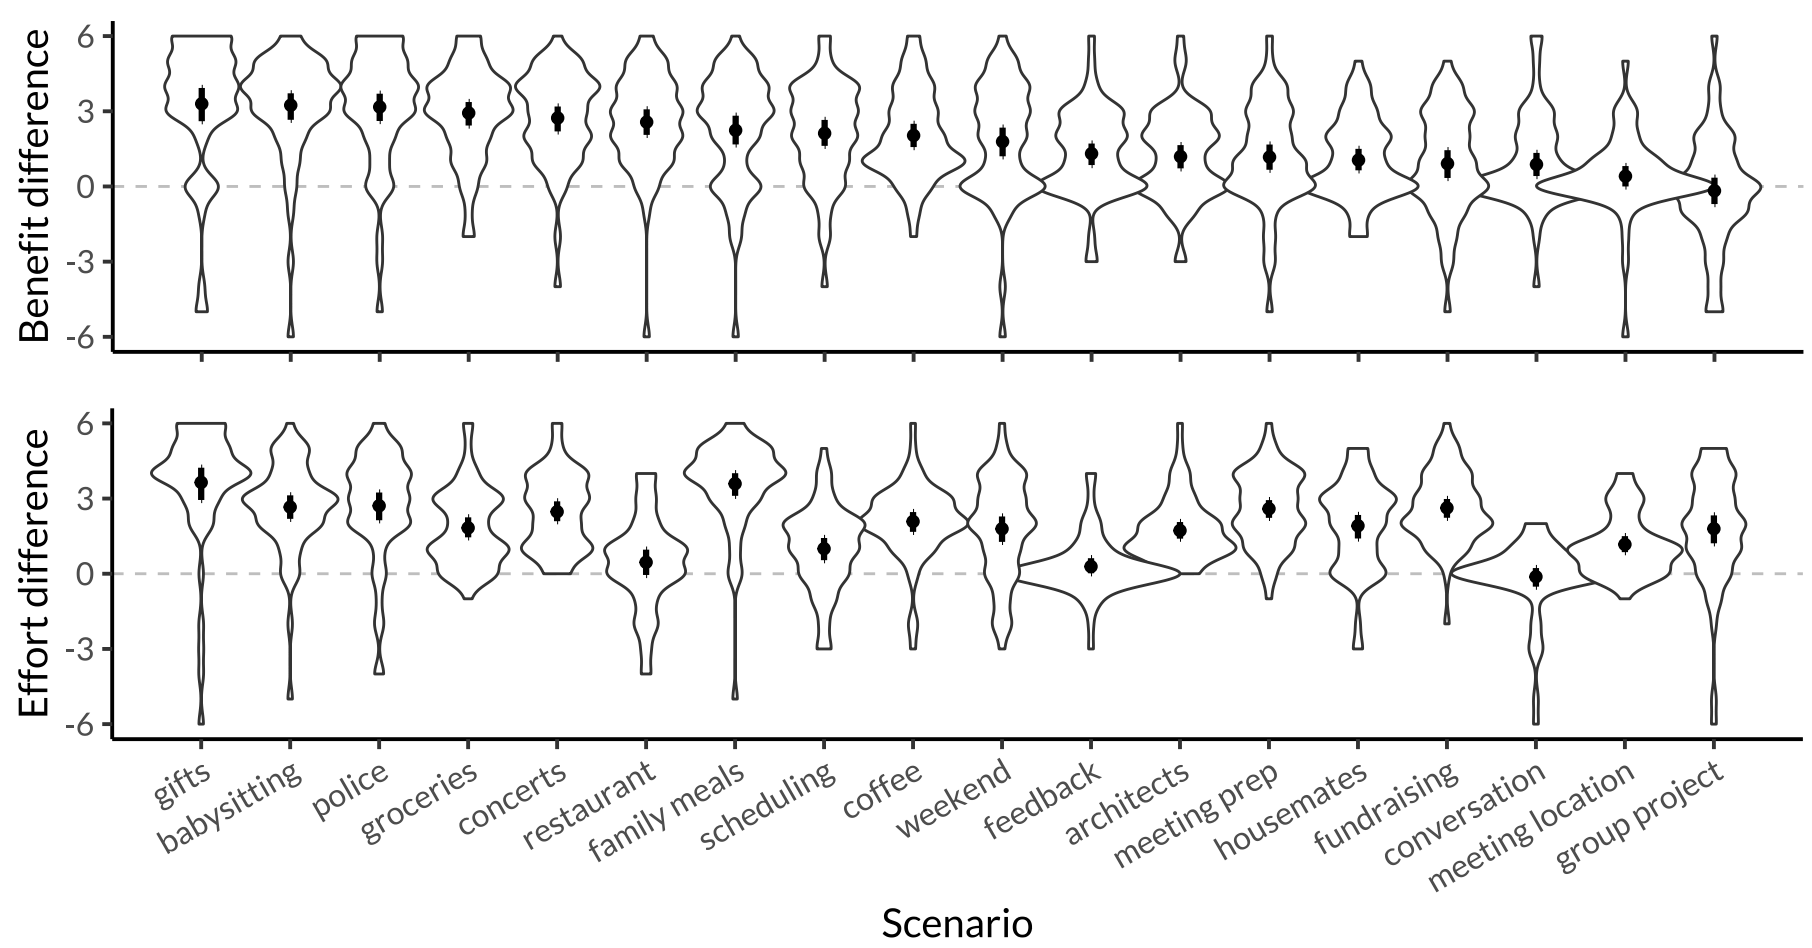 Benefit difference
6
3
0
-3
-6
Effort difference
6
3
0
-3
-6
gifts
babysitting
police
groceries
concerts
restaurant
family meals
scheduling
coffee
weekend
feedback
architects
meeting prep
housemates
fundraising
conversation
meeting location
group project
Scenario